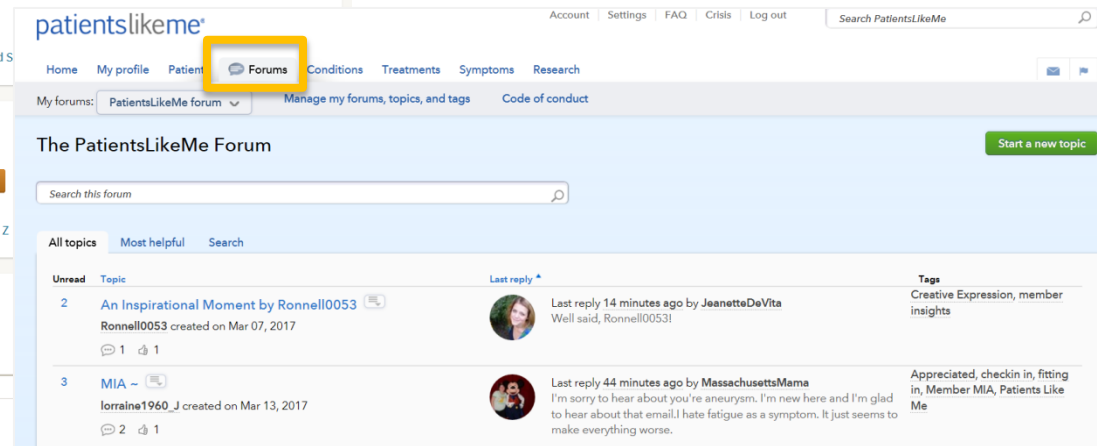 patientslikeme®
Account Settings FAQ Crisis Log out
Search PatientsLikeMe
Home My profile Patient Forums Conditions Treatments Symptoms Research
My forums: PatientsLikeMe forum Manage my forums, topics, and tags Code of conduct
The PatientsLikeMe Forum
Start a new topic
Search this forum
All topics Most helpful Search
Unread Topic Last reply Tags
2 An Inspirational Moment by Ronnell0053
Ronnell0053 created on Mar 07, 2017
1 1
Last reply 14 minutes ago by JeanetteDeVita
Well said, Ronnell0053!
Creative Expression, member
insights
3 MIA ~
lorraine1960_J created on Mar 13, 2017
2 1
Last reply 44 minutes ago by MassachusettsMama
I'm sorry to hear about you're aneurysm. I'm new here and I'm glad
to hear about that email.I hate fatigue as a symptom. It just seems to
make everything worse.
Appreciated, checkin in, fitting
in, Member MIA, Patients Like
Me
d S
Z